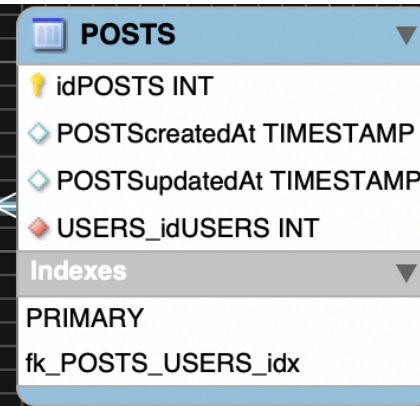 POSTS
idPOSTS INT
POSTScreatedAt TIMESTAMP
POSTSupdatedAt TIMESTAMP
USERS_idUSERS INT
Indexes
PRIMARY
fk_POSTS_USERS_idx